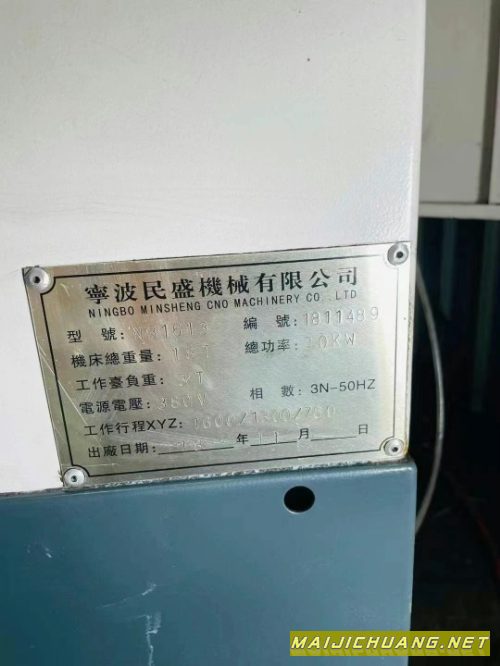 寧波民盛機械有限公司
NINGBO MINSHENG CNO MACHINERY CO., LTD
型 號: 編 號: 1811489
機床總重量: 總功率: KW
工作臺負重: T
電源電壓: 380V 相 數: 3N-50HZ
工作行程XYZ:
出廠日期: 年 11 月 日
MAIJICHUANG.NET